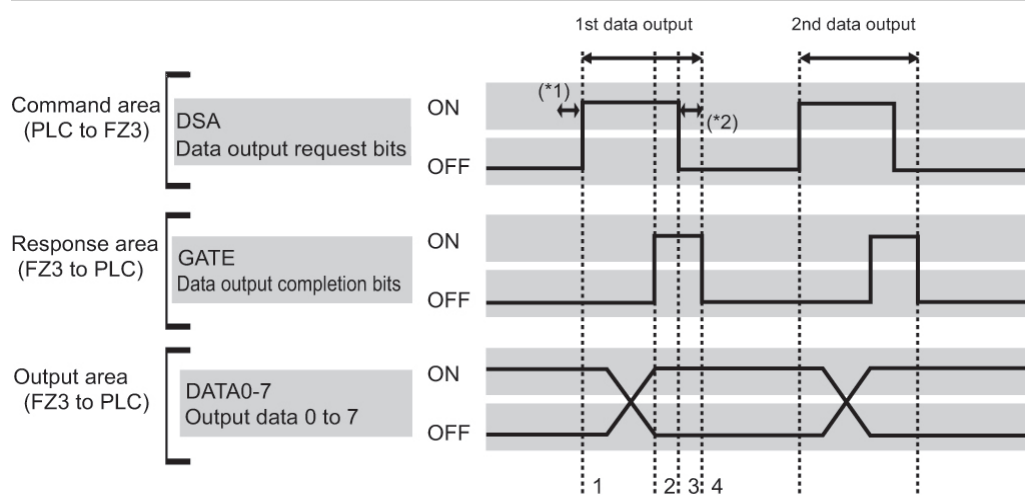 1st data output
2nd data output
Command area
(PLC to FZ3)
DSA
Data output request bits
ON
OFF
(*1)
(*2)
Response area
(FZ3 to PLC)
GATE
Data output completion bits
ON
OFF
Output area
(FZ3 to PLC)
DATA0-7
Output data 0 to 7
ON
OFF
1
2
3
4